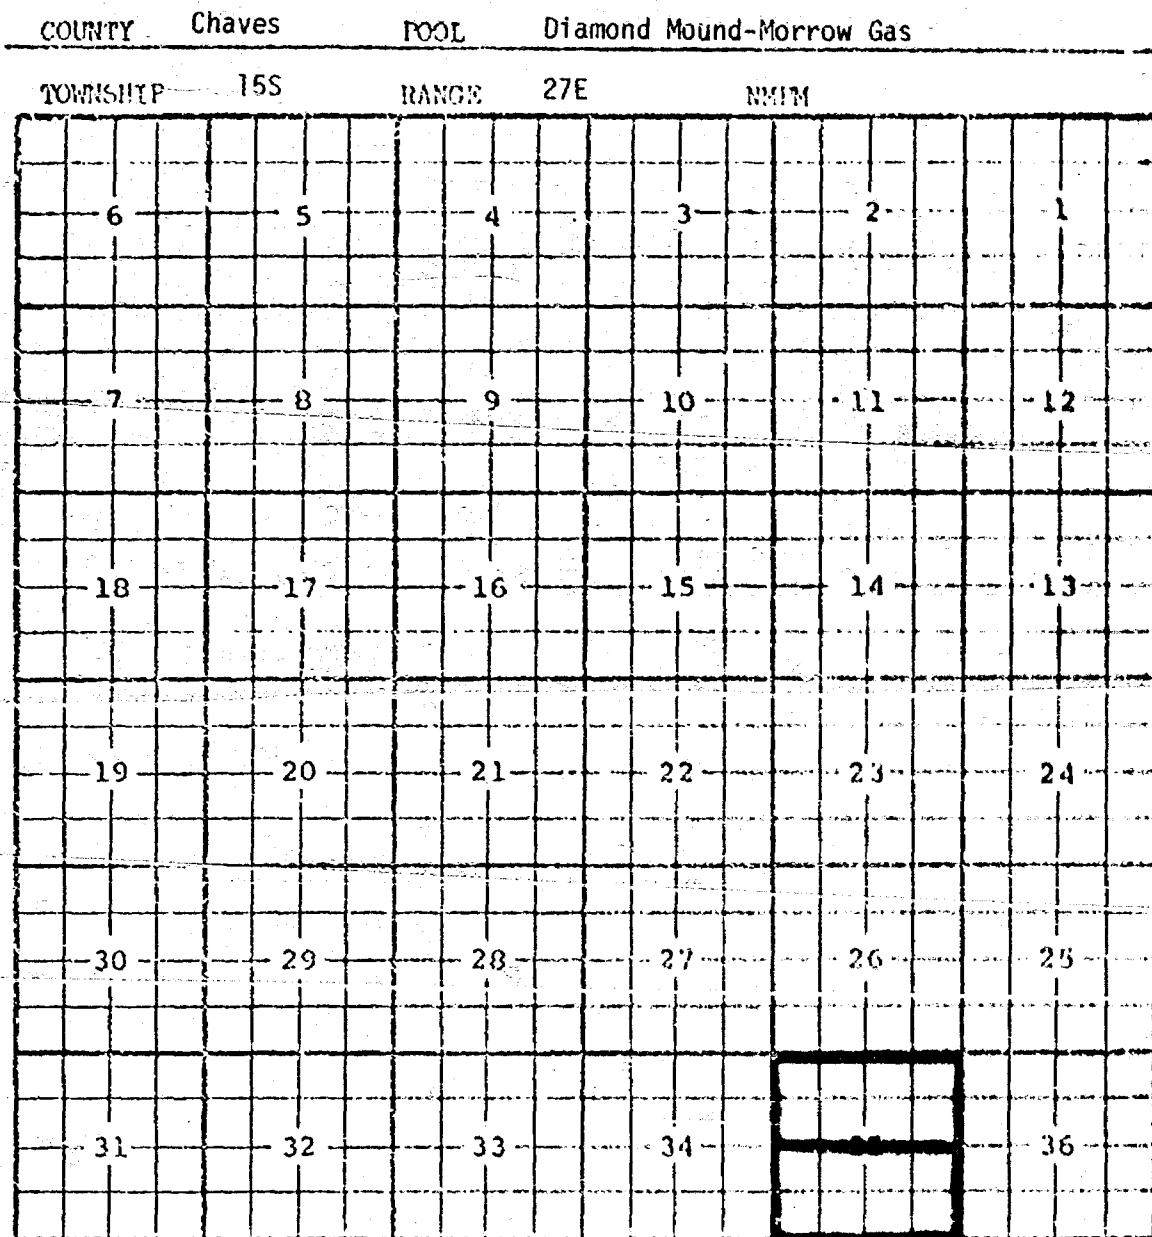 COUNTY Chaves POOL Diamond Mound-Morrow Gas
TOWNSHIP 15S RANGE 27E NMPM
6 5 4 3 2 1
7 8 9 10 11 12
18 17 16 15 14 13
19 20 21 22 23 24
30 29 28 27 26 25
31 32 33 34 36